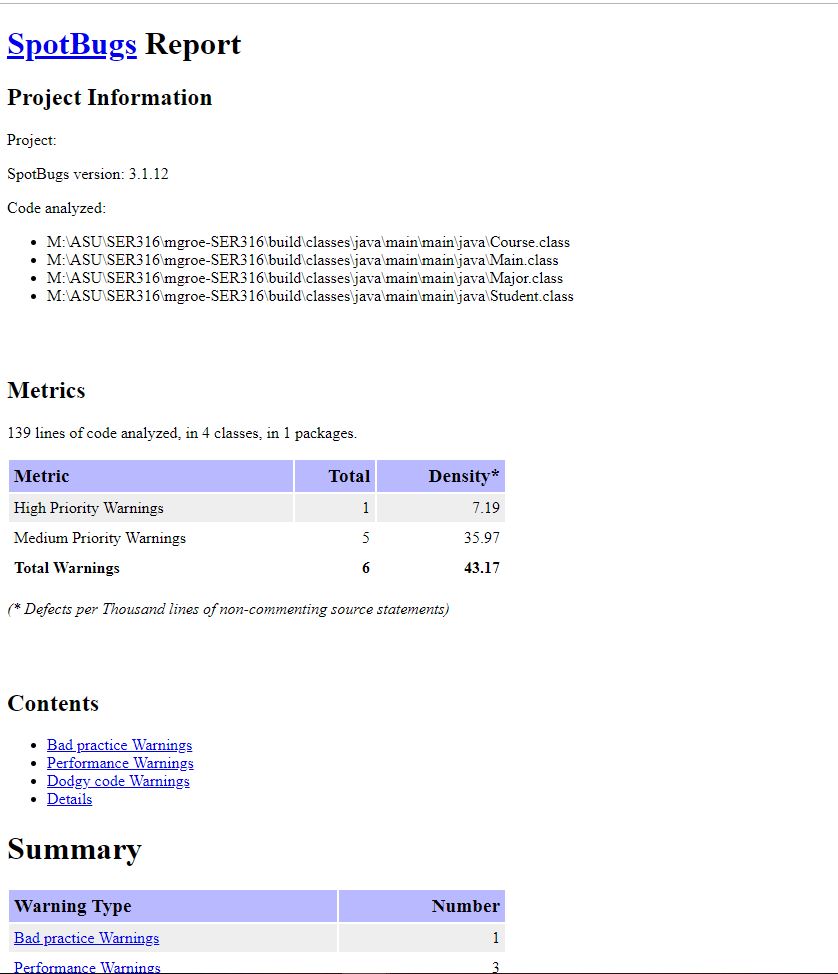 SpotBugs Report
Project Information
Project:
SpotBugs version: 3.1.12
Code analyzed:
• M:\ASU\SER316\mgroe-SER316\build\classes\java\main\main\java\Course.class
• M:\ASU\SER316\mgroe-SER316\build\classes\java\main\main\java\Main.class
• M:\ASU\SER316\mgroe-SER316\build\classes\java\main\main\java\Major.class
• M:\ASU\SER316\mgroe-SER316\build\classes\java\main\main\java\Student.class
Metrics
139 lines of code analyzed, in 4 classes, in 1 packages.
Metric Total Density*
High Priority Warnings 1 7.19
Medium Priority Warnings 5 35.97
Total Warnings 6 43.17
(* Defects per Thousand lines of non-commenting source statements)
Contents
• Bad practice Warnings
• Performance Warnings
• Dodgy code Warnings
• Details
Summary
Warning Type Number
Bad practice Warnings 1
Performance Warnings 3